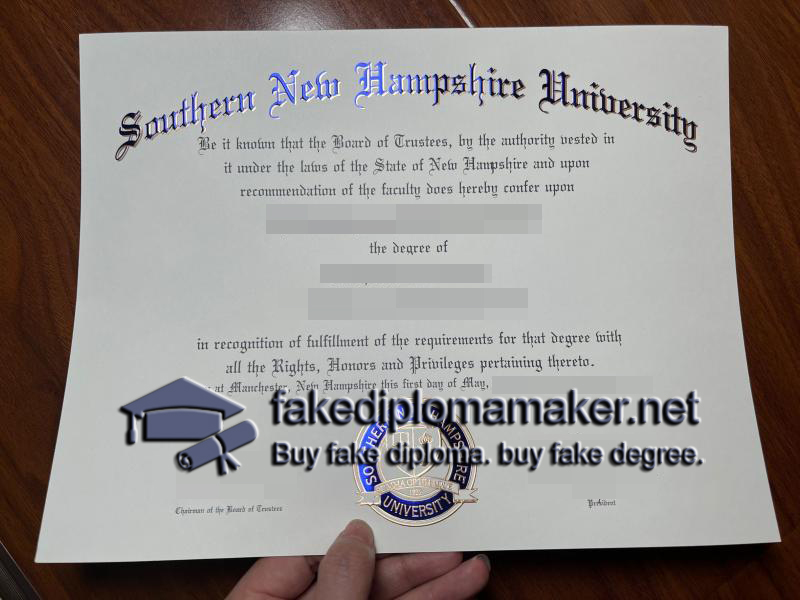 Southern New Hampshire University
Be it known that the Board of Trustees, by the authority vested in
it under the laws of the State of New Hampshire and upon
recommendation of the faculty does hereby confer upon
the degree of
in recognition of fulfillment of the requirements for that degree with
all the Rights, Honors and Privileges pertaining thereto.
at Manchester, New Hampshire this first day of May,
fakediplomamaker.net
Buy fake diploma. buy fake degree.
HAMPSHIRE
UNIVERSITY
Chairman of the Board of Trustees
President